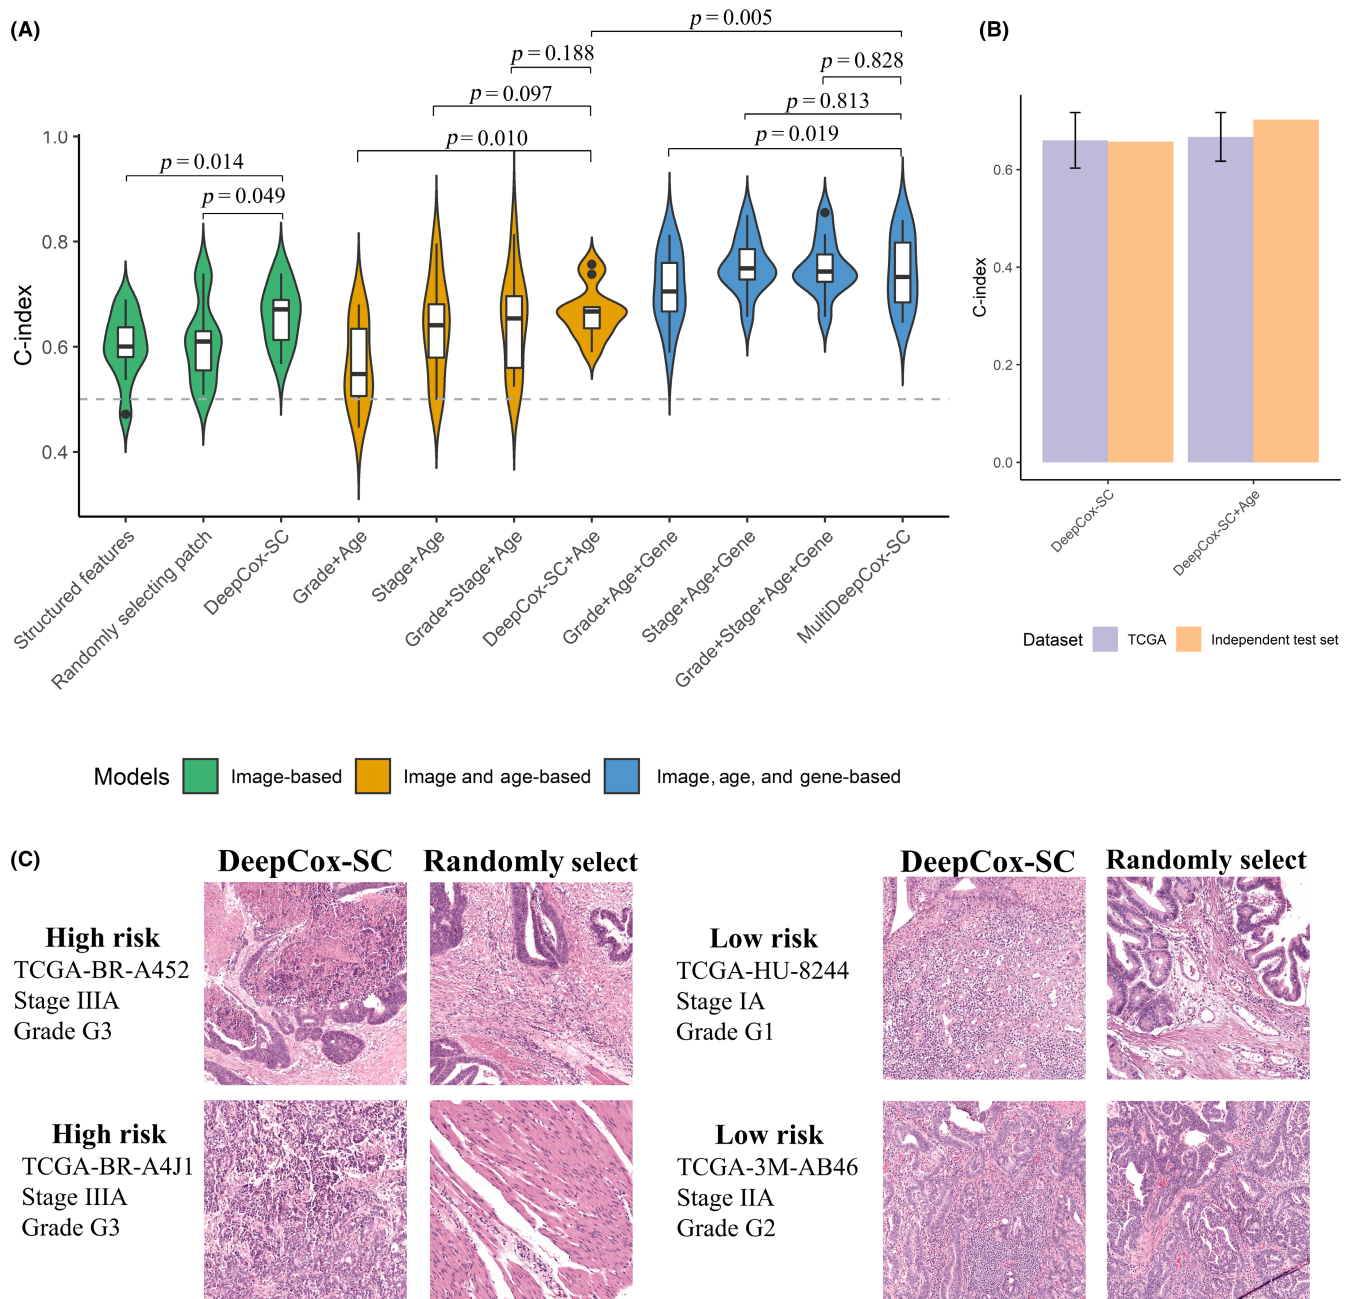 (A)
p = 0.005
p = 0.188
p = 0.828
p = 0.097
p = 0.813
p = 0.010
p = 0.019
p = 0.014
p = 0.049
1.0
0.8
0.6
0.4
C-index
Structured features
Randomly selecting patch
DeepCox-SC
Grade+Age
Stage+Age
Grade+Stage+Age
DeepCox-SC+Age
Grade+Age+Gene
Stage+Age+Gene
Grade+Stage+Age+Gene
MultiDeepCox-SC
Models Image-based Image and age-based Image, age, and gene-based
(B)
C-index
0.6
0.4
0.2
0.0
DeepCox-SC
DeepCox-SC+Age
Dataset TCGA Independent test set
(C)
DeepCox-SC Randomly select DeepCox-SC Randomly select
High risk
TCGA-BR-A452
Stage IIIA
Grade G3
Low risk
TCGA-HU-8244
Stage IA
Grade G1
High risk
TCGA-BR-A4J1
Stage IIIA
Grade G3
Low risk
TCGA-3M-AB46
Stage IIA
Grade G2